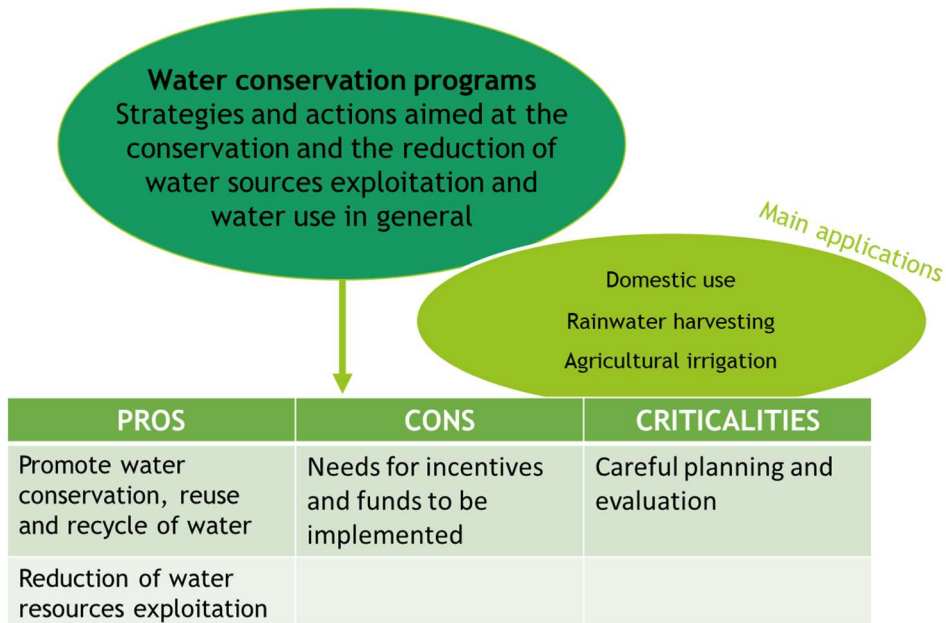 Water conservation programs
Strategies and actions aimed at the
conservation and the reduction of
water sources exploitation and
water use in general
Main applications
Domestic use
Rainwater harvesting
Agricultural irrigation
PROS
CONS
CRITICALITIES
Promote water
conservation, reuse
and recycle of water
Needs for incentives
and funds to be
implemented
Careful planning and
evaluation
Reduction of water
resources exploitation